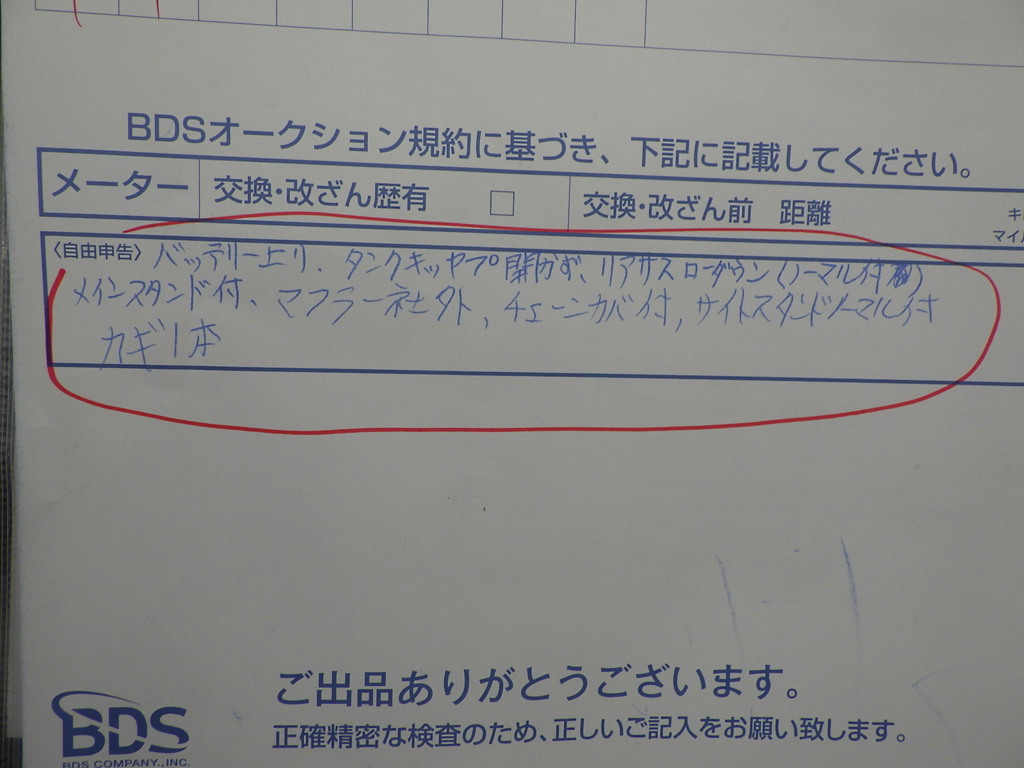 BDSオークション規約に基づき、下記に記載してください。
メーター 交換・改ざん歴有 □ 交換・改ざん前 距離 キ
マイル
〈自由申告〉バッテリー上リ、タンクキャップ開かず、リアサスローダウン(ノーマル付)
メインスタンド付、マフラー社外、チェーンカバー付、サイドスタンドノーマル付
カギ1本
ご出品ありがとうございます。
BDS 正確精密な検査のため、正しいご記入をお願い致します。
BDS COMPANY., INC.